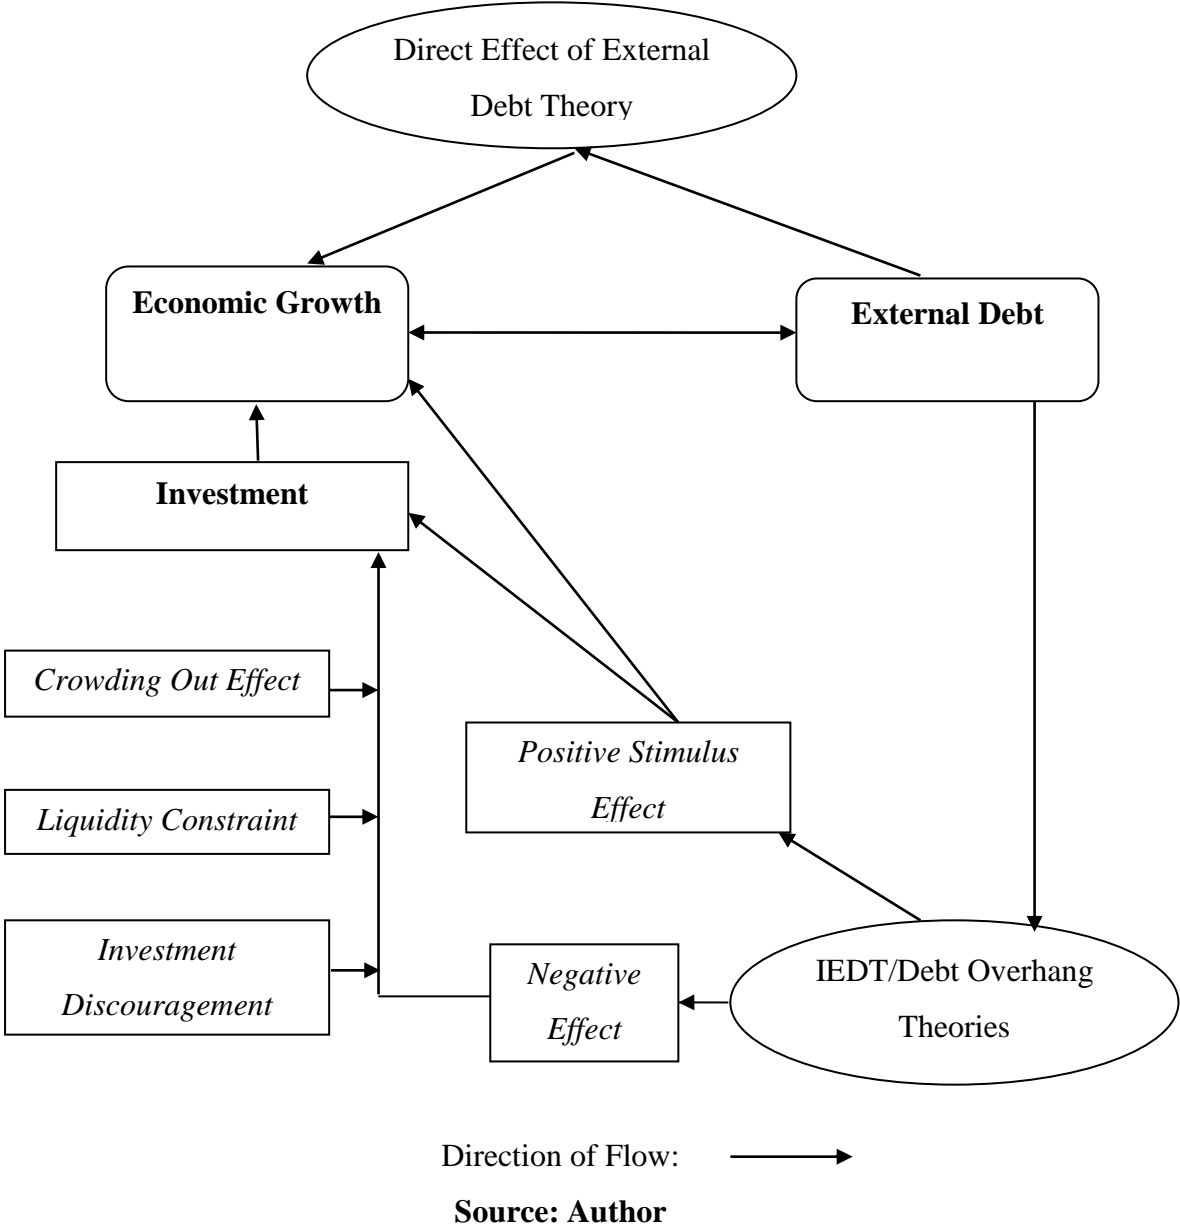 Direct Effect of External
Debt Theory
Economic Growth
External Debt
Investment
Crowding Out Effect
Positive Stimulus
Effect
Liquidity Constraint
Investment
Discouragement
Negative
Effect
IEDT/Debt Overhang
Theories
Direction of Flow:
Source: Author